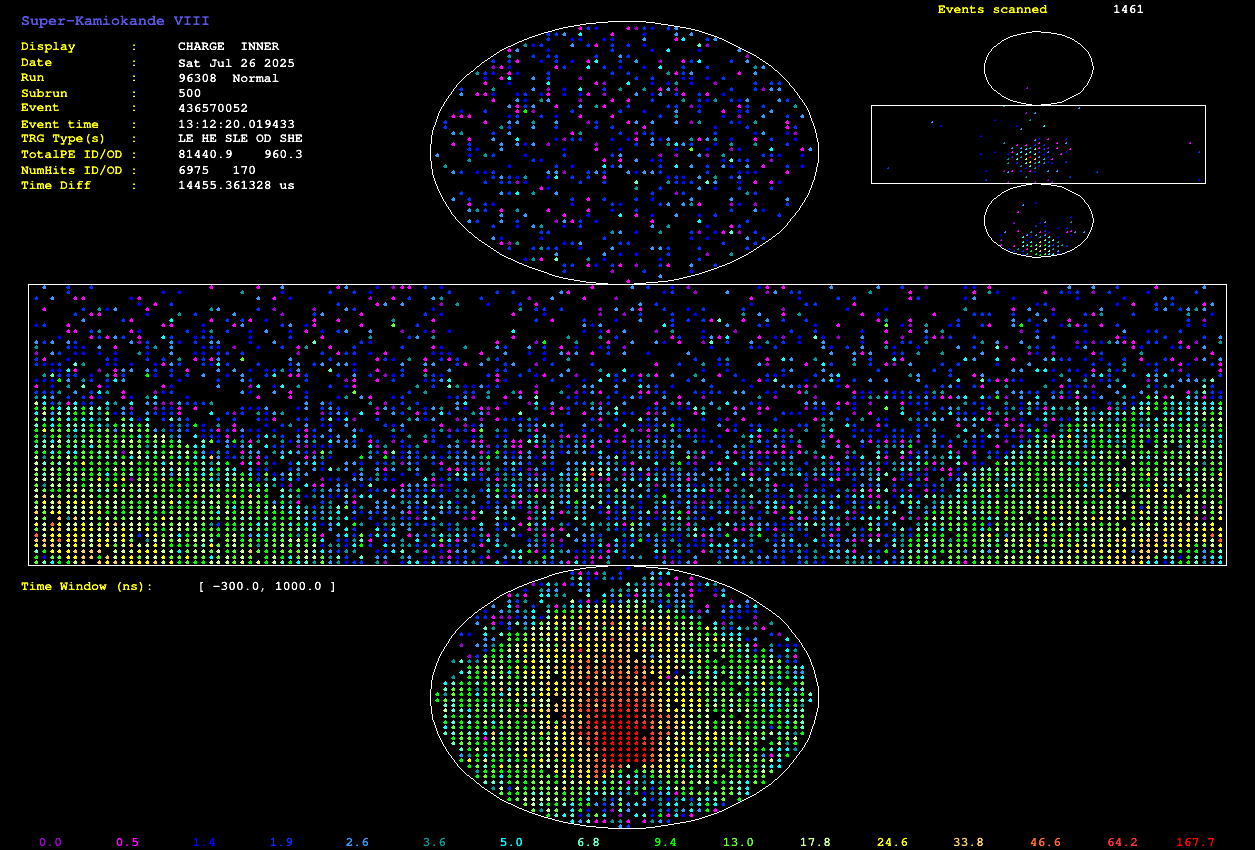 Super-Kamiokande VIII
Events scanned 1461
Display : CHARGE INNER
Date : Sat Jul 26 2025
Run : 96308 Normal
Subrun : 500
Event : 436570052
Event time : 13:12:20.019433
TRG Type(s) : LE HE SLE OD SHE
TotalPE ID/OD : 81440.9 960.3
NumHits ID/OD : 6975 170
Time Diff : 14455.361328 us
Time Window (ns): [ -300.0, 1000.0 ]
0.0 0.5 1.4 1.9 2.6 3.6 5.0 6.8 9.4 13.0 17.8 24.6 33.8 46.6 64.2 167.7